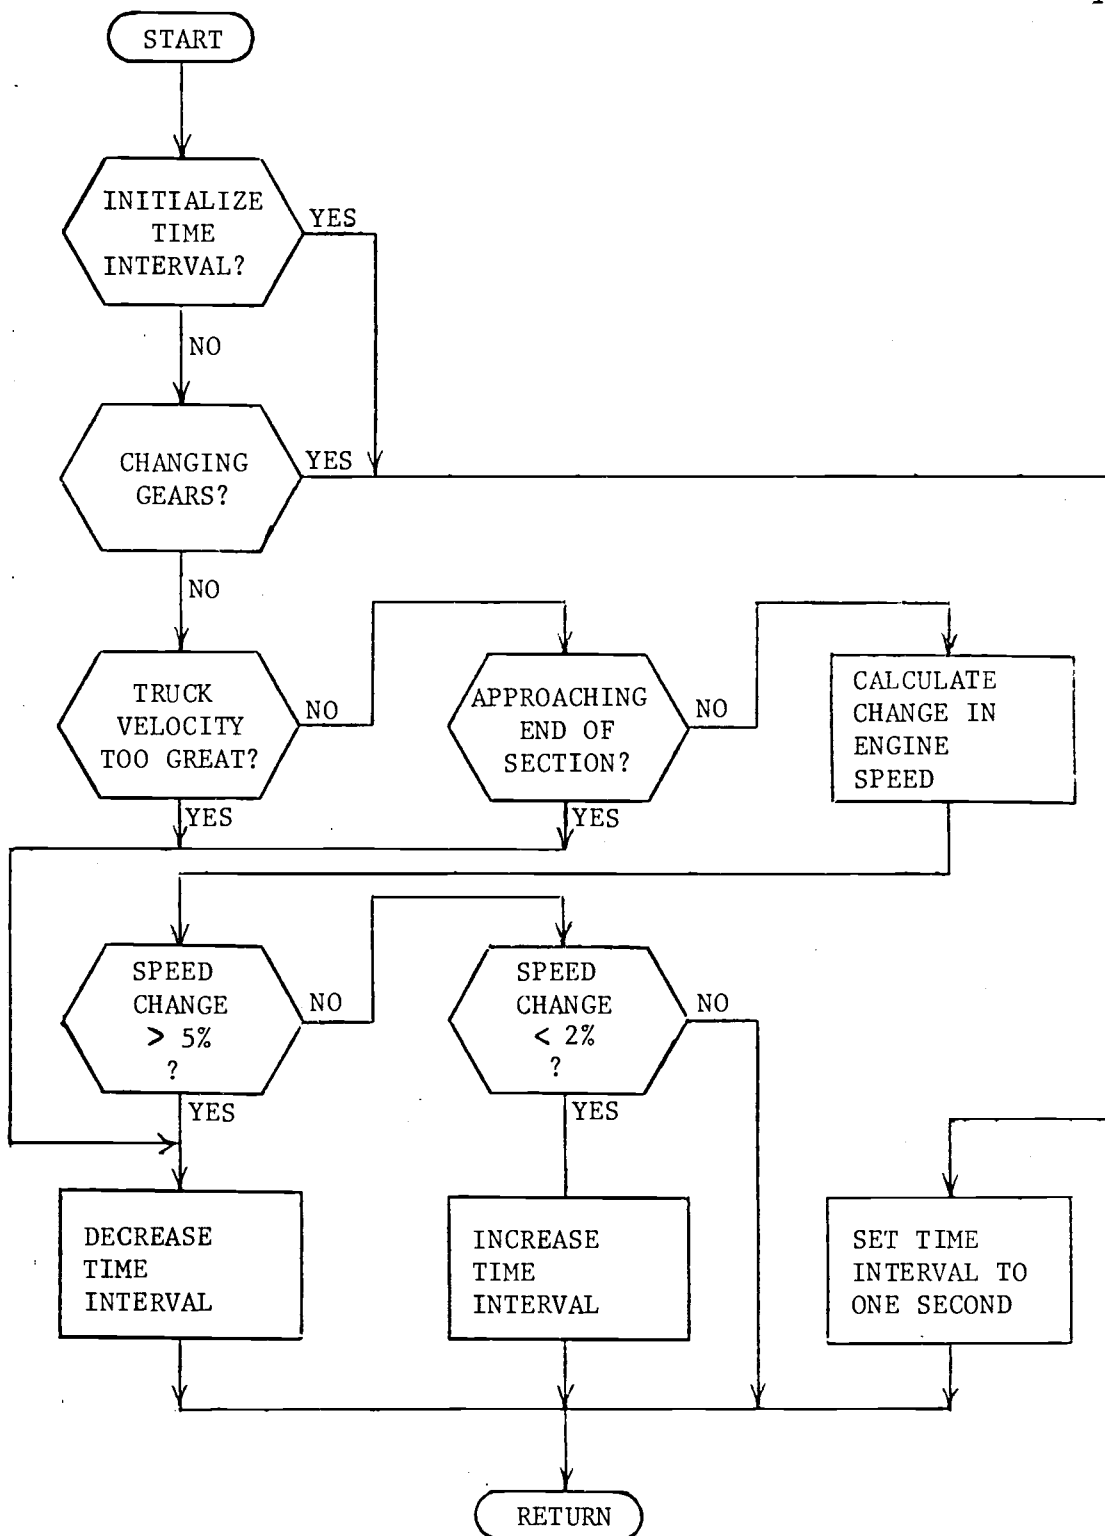 START
INITIALIZE
TIME
INTERVAL?
YES
NO
CHANGING
GEARS?
YES
NO
TRUCK
VELOCITY
TOO GREAT?
NO
YES
APPROACHING
END OF
SECTION?
NO
YES
CALCULATE
CHANGE IN
ENGINE
SPEED
SPEED
CHANGE
> 5%
?
NO
YES
SPEED
CHANGE
< 2%
?
NO
YES
DECREASE
TIME
INTERVAL
INCREASE
TIME
INTERVAL
SET TIME
INTERVAL TO
ONE SECOND
RETURN